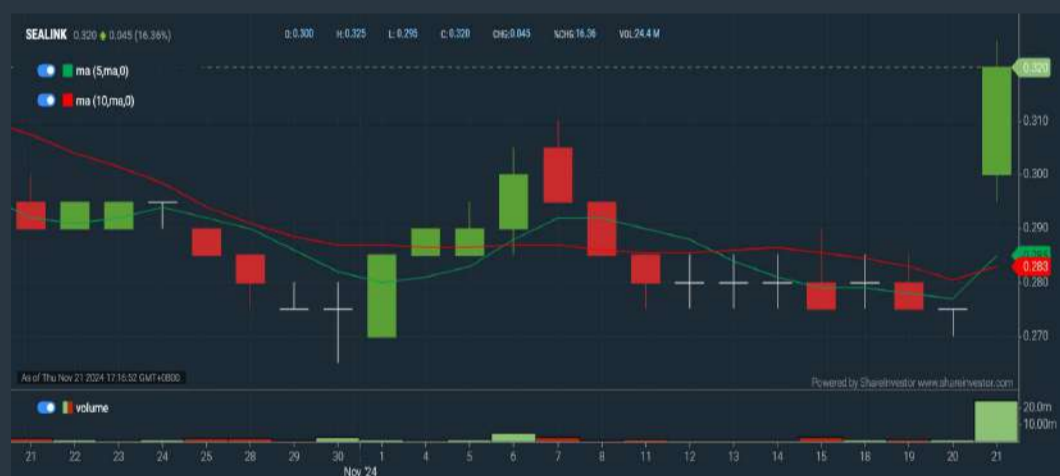 SEALINK 0.320 0.045 (16.36%) O: 0.300 H: 0.325 L: 0.295 C: 0.320 CHG: 0.045 %CHG: 16.36 VOL: 24.4 M
ma (5,ma,0)
ma (10,ma,0)
0.320
0.310
0.300
0.290
0.283
0.280
0.270
As of Thu Nov 21 2024 17:16:52 GMT+0800
Powered by ShareInvestor www.shareinvestor.com
volume
20.0m
10.00m
21 22 23 24 25 28 29 30 1 4 5 6 7 8 11 12 13 14 15 18 19 20 21
Nov '24